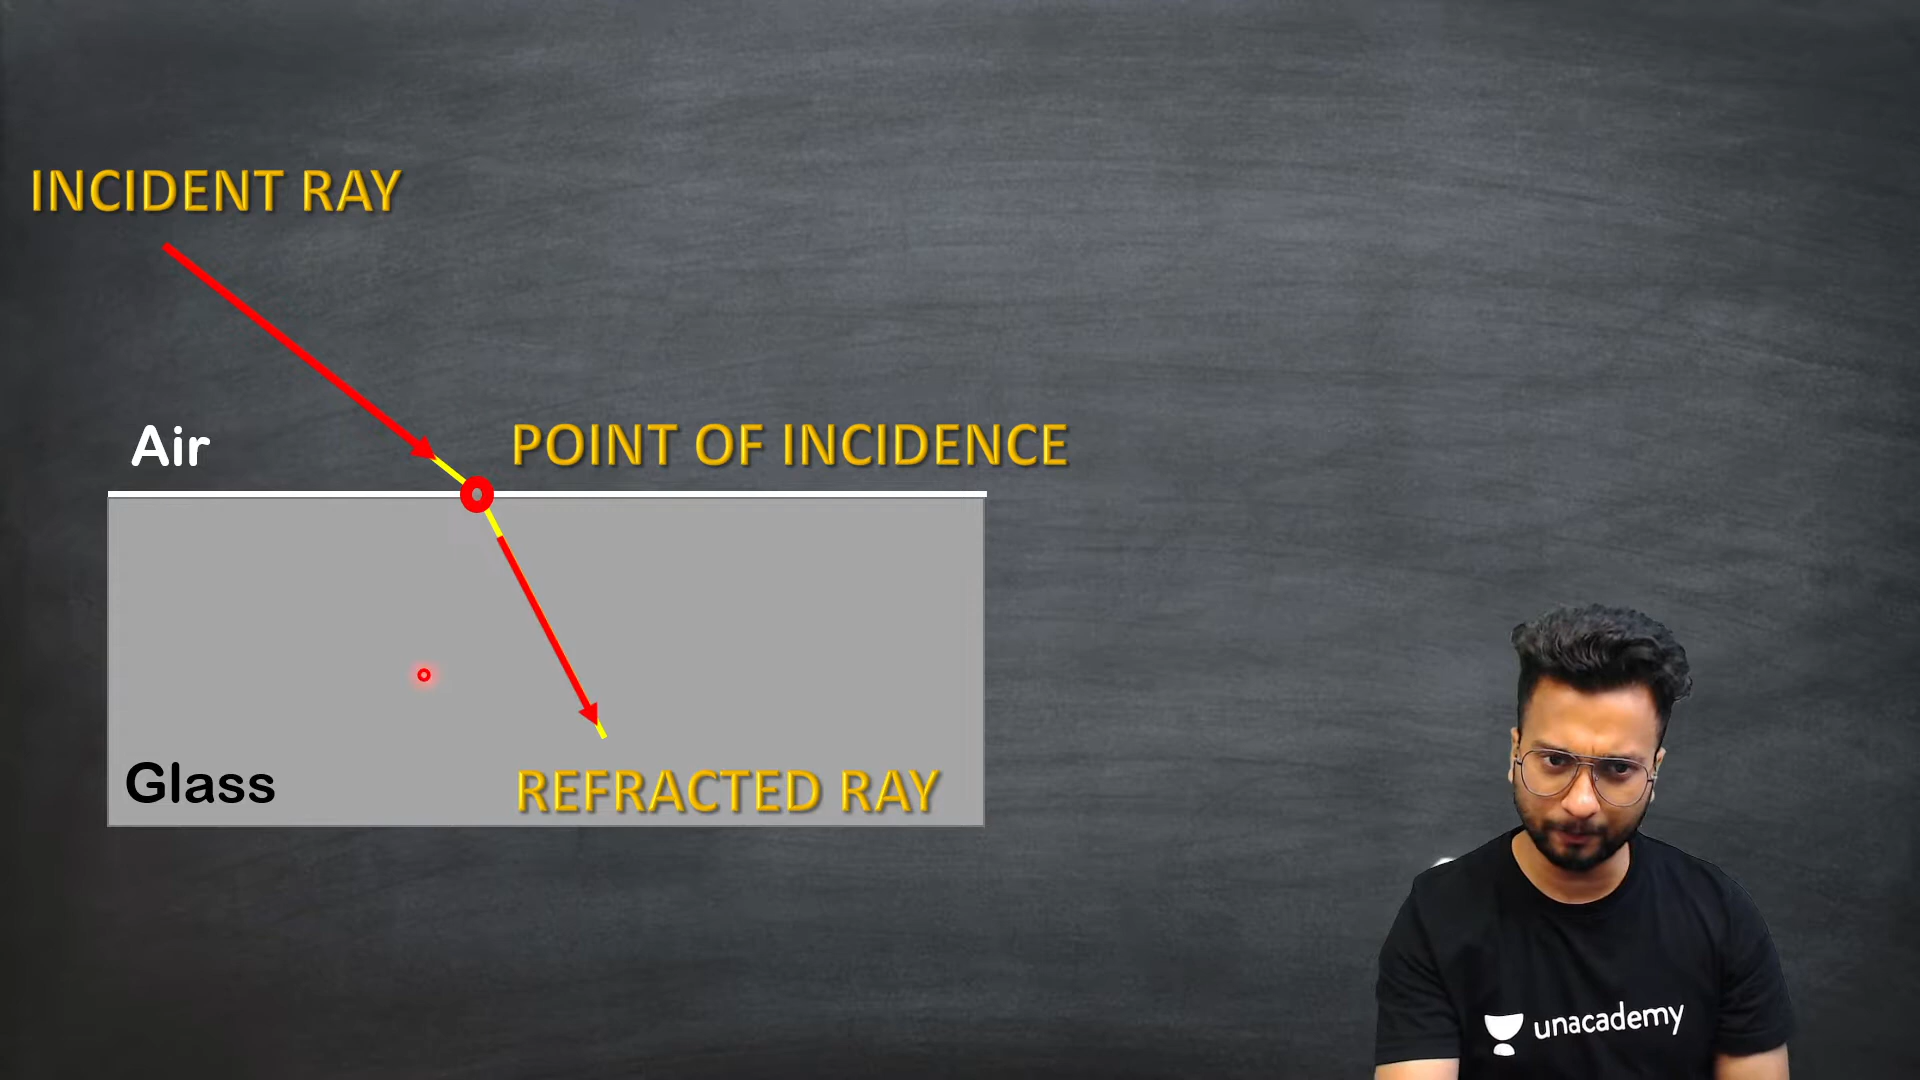 INCIDENT RAY
Air
POINT OF INCIDENCE
Glass
REFRACTED RAY
unacademy